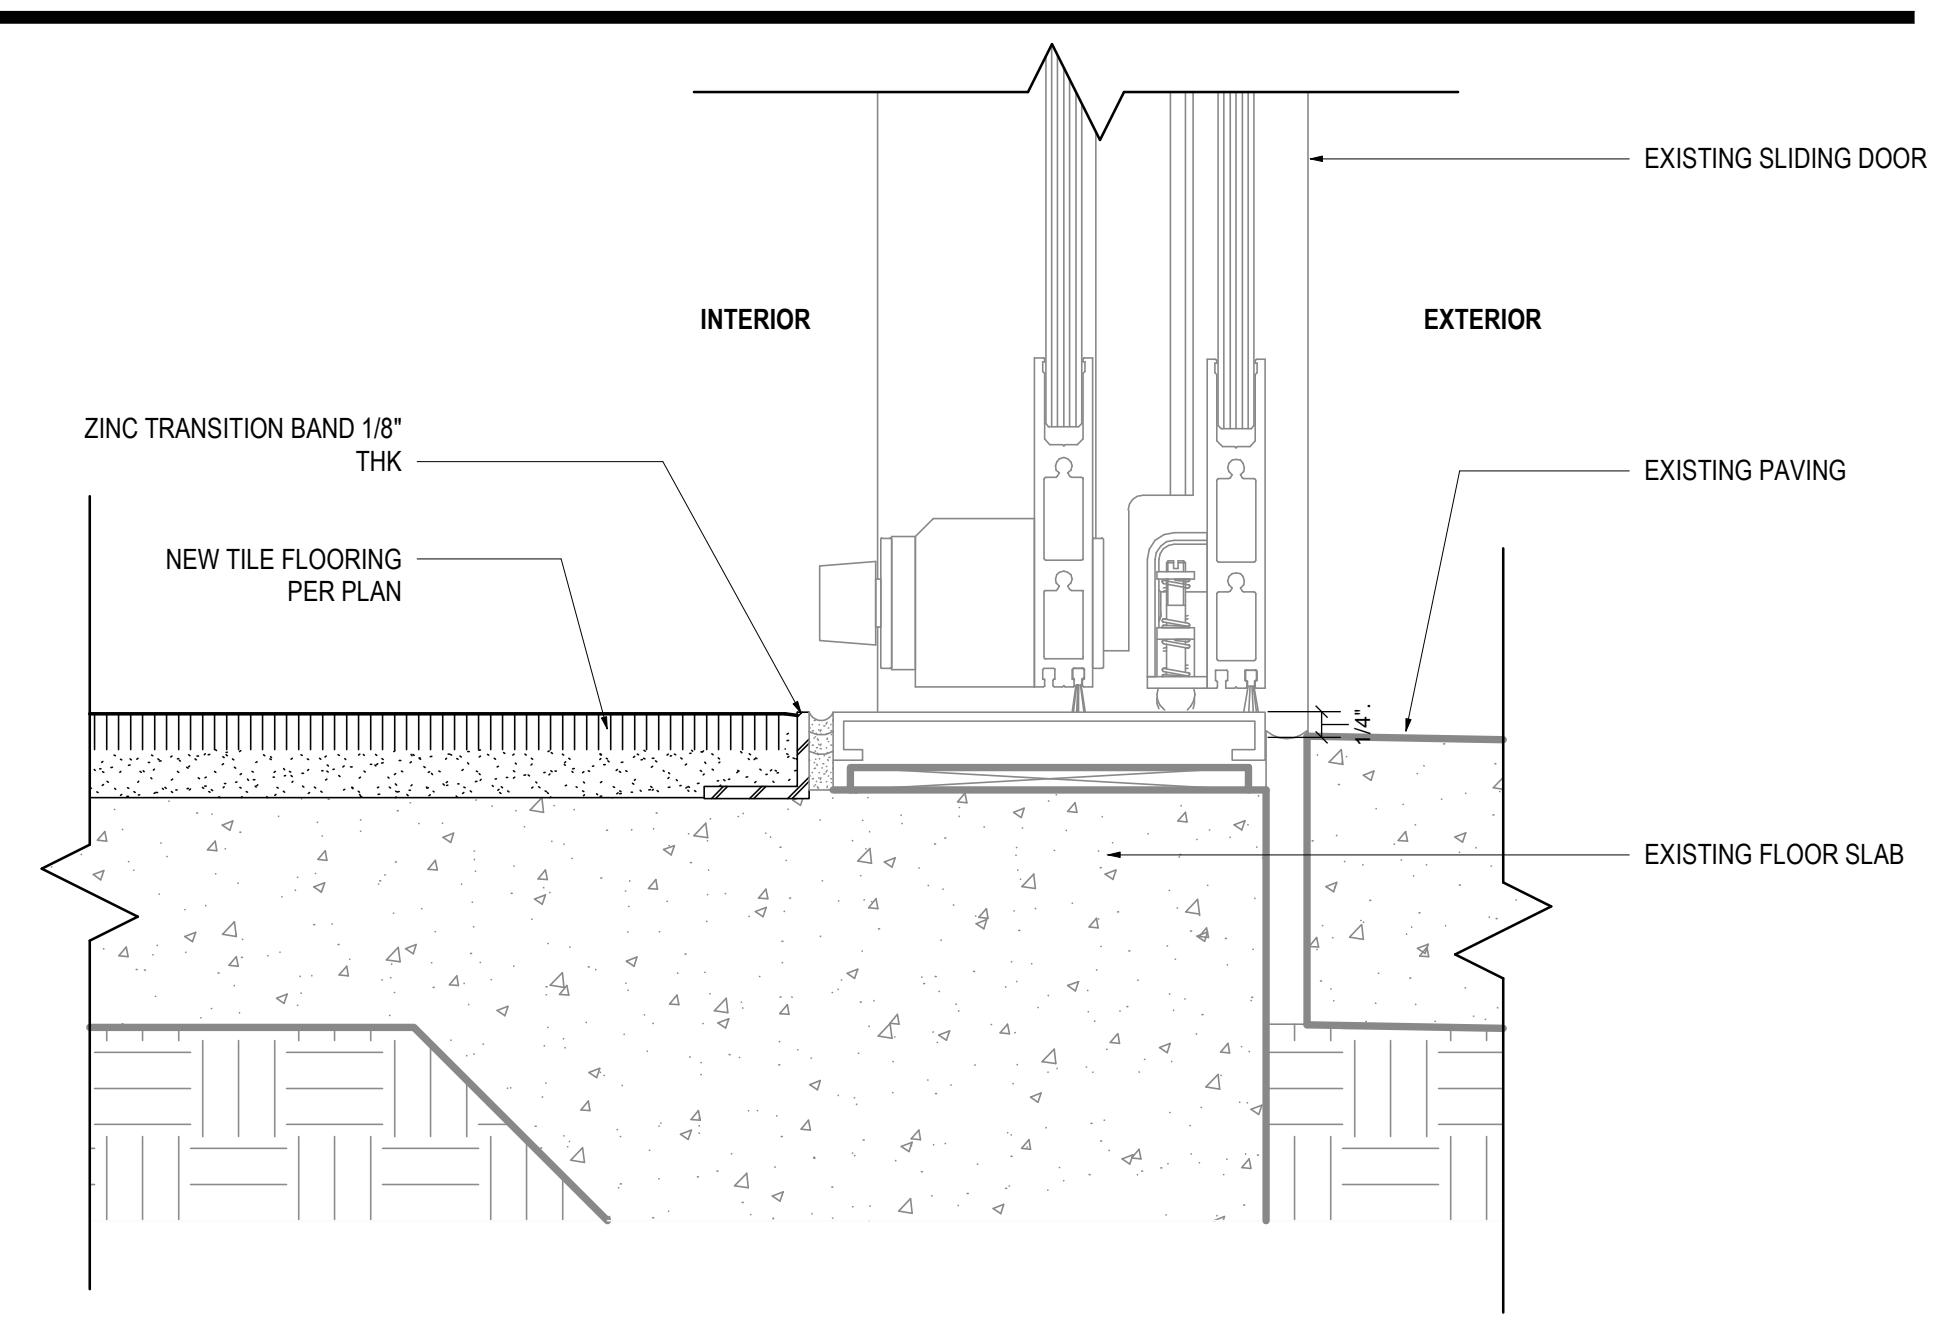 EXISTING SLIDING DOOR
INTERIOR
EXTERIOR
ZINC TRANSITION BAND 1/8"
THK
EXISTING PAVING
NEW TILE FLOORING
PER PLAN
1/4".
EXISTING FLOOR SLAB